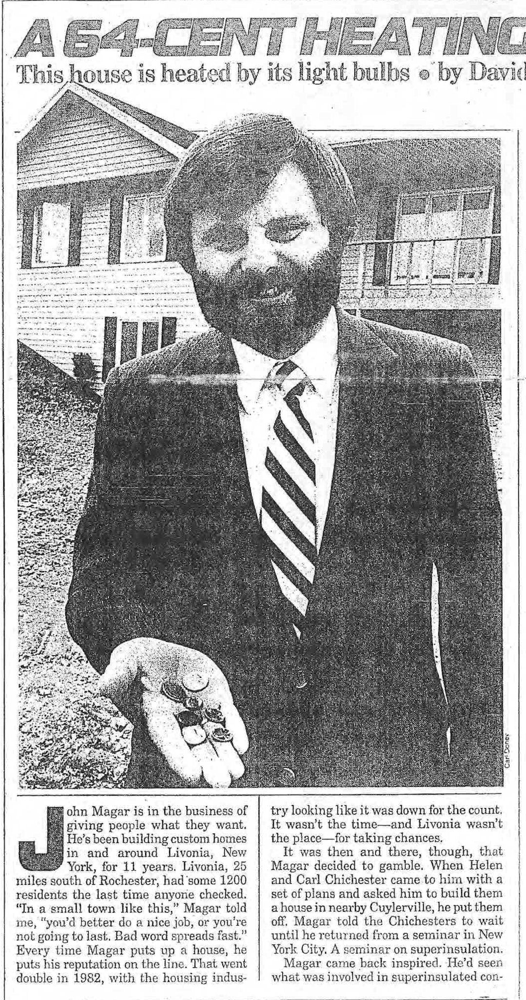 A 64-CENT HEATING
This house is heated by its light bulbs • by David
Carl Doney
John Magar is in the business of
giving people what they want.
He's been building custom homes
in and around Livonia, New
York, for 11 years. Livonia, 25
miles south of Rochester, had some 1200
residents the last time anyone checked.
“In a small town like this,” Magar told
me, “you'd better do a nice job, or you're
not going to last. Bad word spreads fast.”
Every time Magar puts up a house, he
puts his reputation on the line. That went
double in 1982, with the housing indus-
try looking like it was down for the count.
It wasn't the time—and Livonia wasn't
the place—for taking chances.
It was then and there, though, that
Magar decided to gamble. When Helen
and Carl Chichester came to him with a
set of plans and asked him to build them
a house in nearby Cuylerville, he put them
off. Magar told the Chichesters to wait
until he returned from a seminar in New
York City. A seminar on superinsulation.
Magar came back inspired. He'd seen
what was involved in superinsulated con-